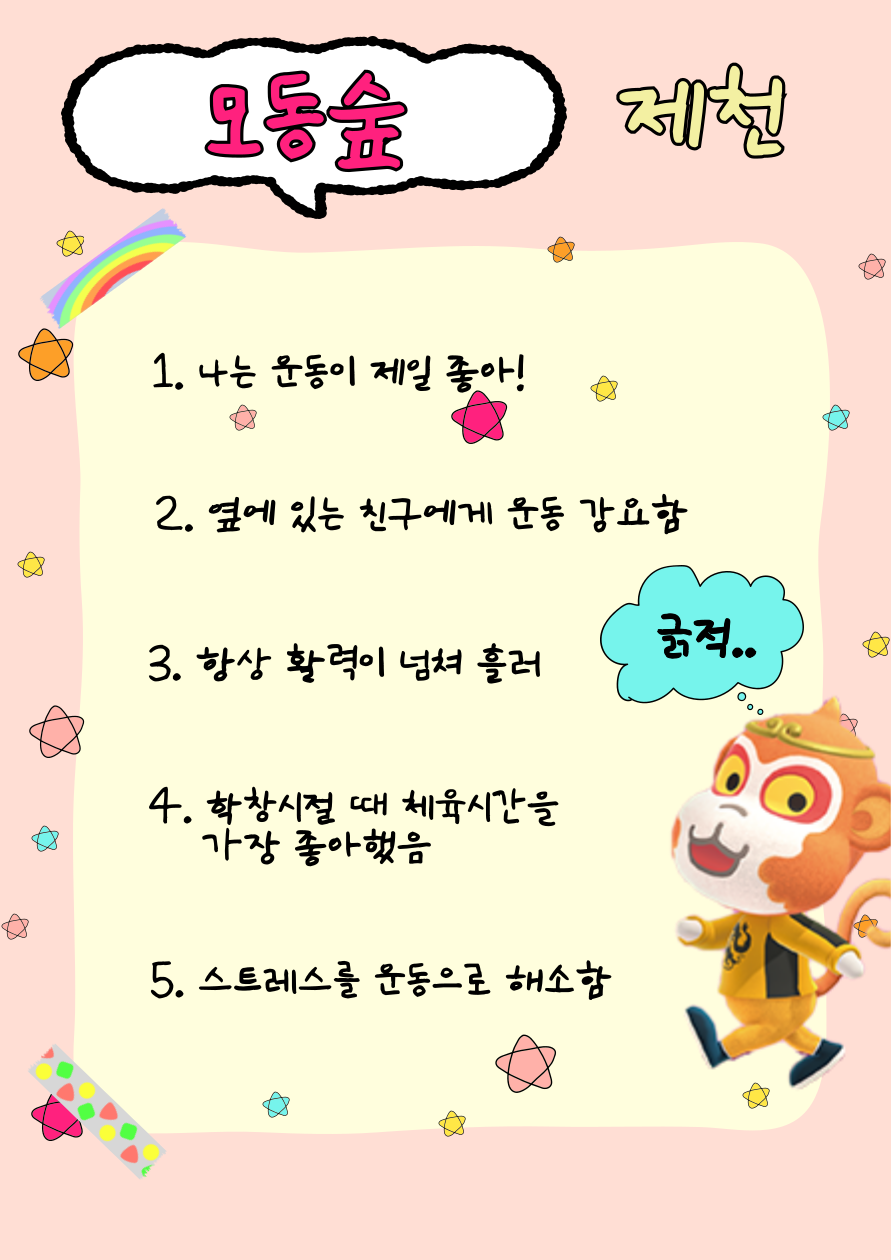 모동숲 제천
1. 나는 운동이 제일 좋아!
2. 옆에 있는 친구에게 운동 강요함
긁적..
3. 항상 활력이 넘쳐 흘러
4. 학창시절 때 체육시간을
가장 좋아했음
5. 스트레스를 운동으로 해소함